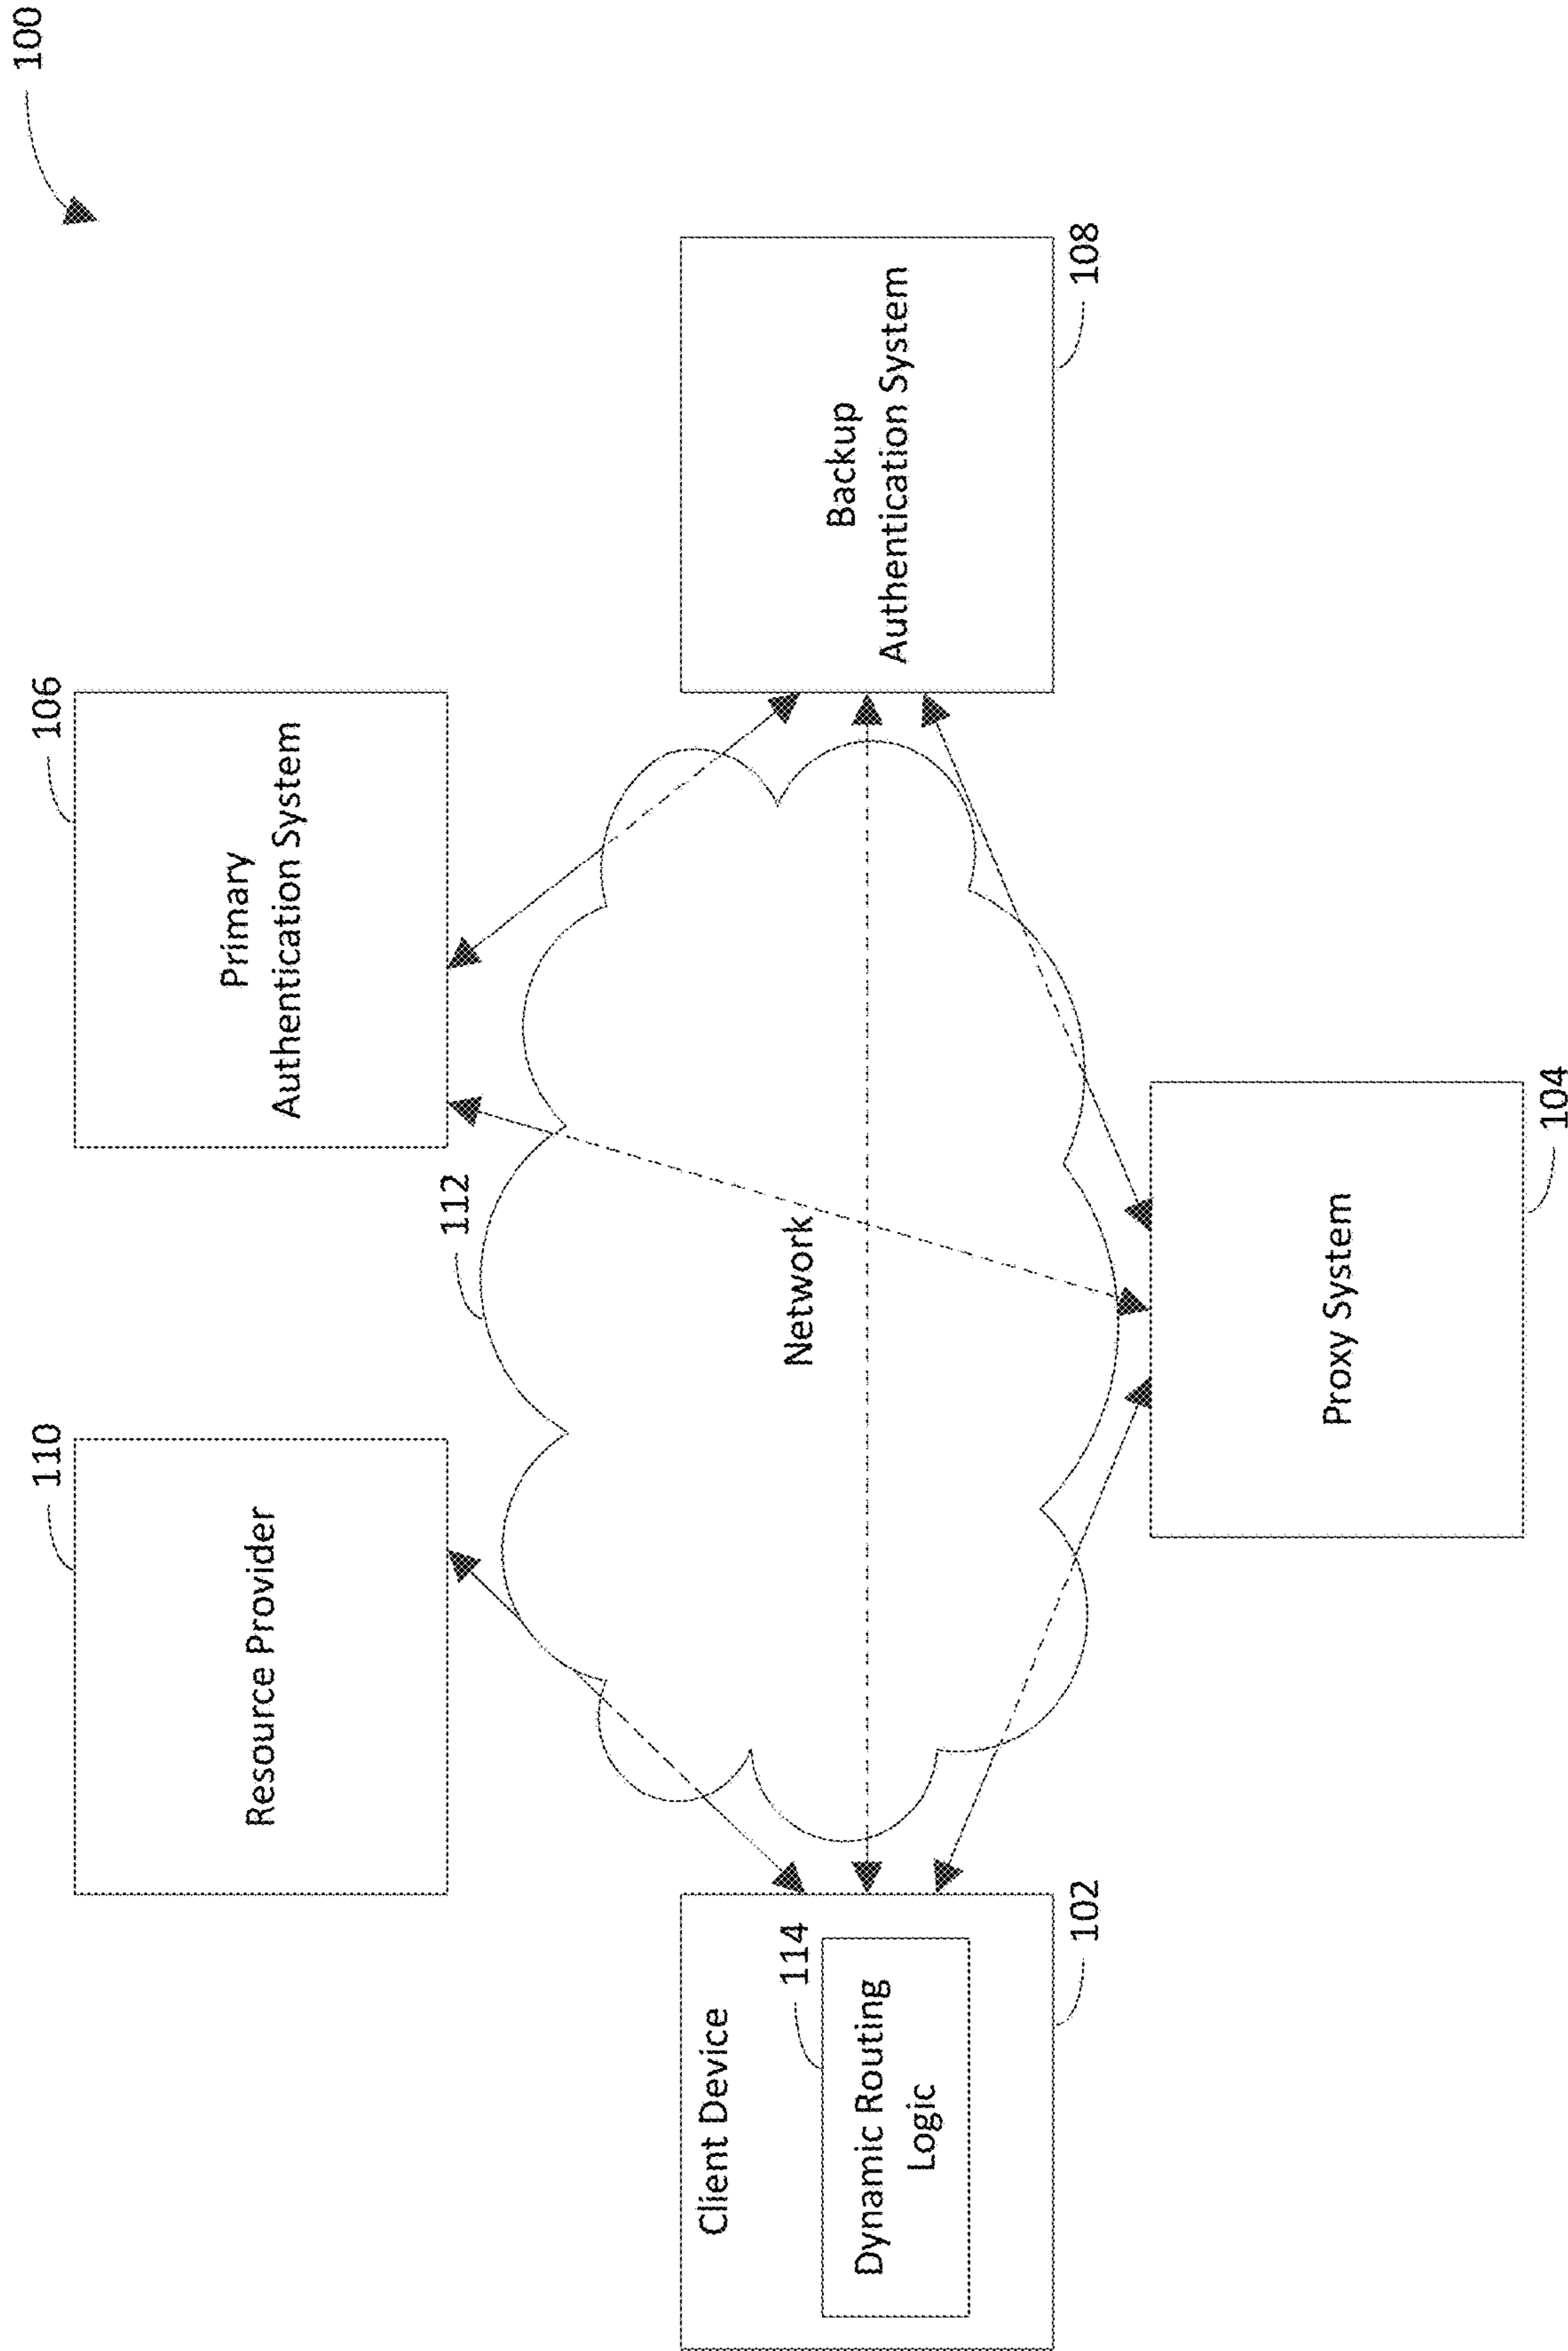 100
110
Resource Provider
106
Primary
Authentication System
112
Network
Client Device
114
Dynamic Routing
Logic
102
Backup
Authentication System
108
Proxy System
104